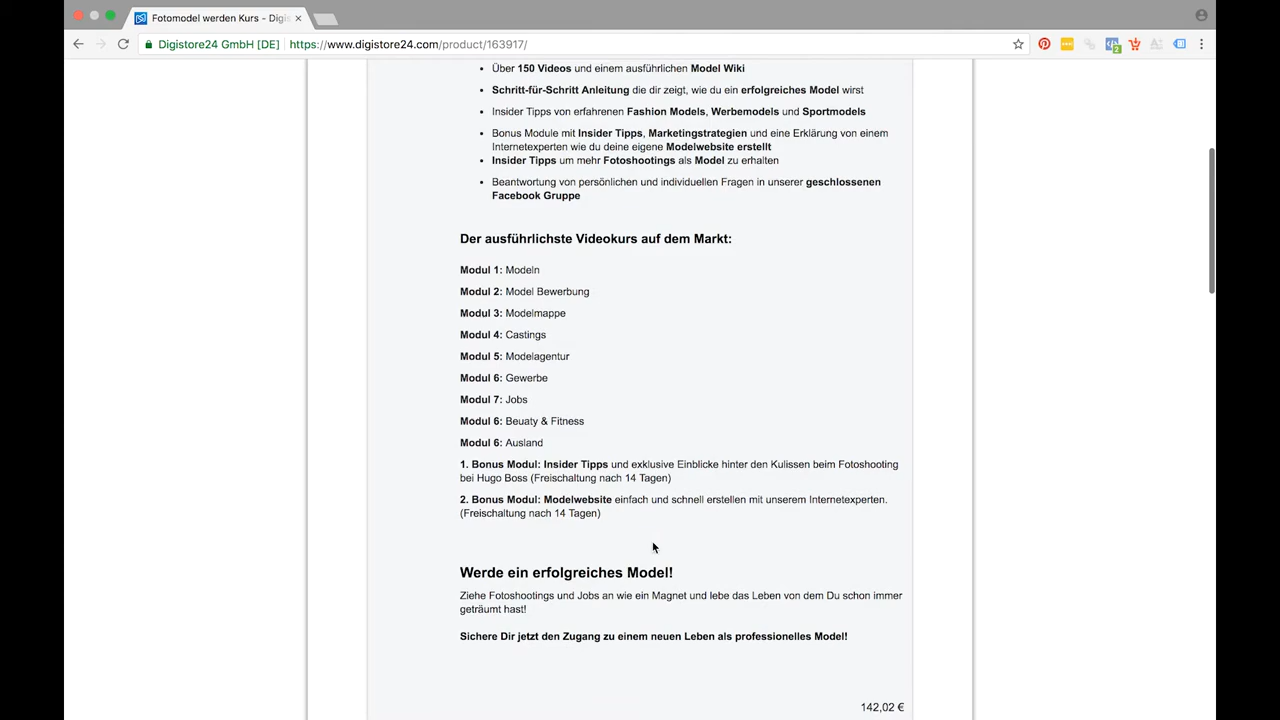 Fotomodel werden Kurs - Digis
Digistore24 GmbH [DE] https://www.digistore24.com/product/163917/
2
Über 150 Videos und einem ausführlichen Model Wiki
Schritt-für-Schritt Anleitung die dir zeigt, wie du ein erfolgreiches Model wirst
Insider Tipps von erfahrenen Fashion Models, Werbemodels und Sportmodels
Bonus Module mit Insider Tipps, Marketingstrategien und eine Erklärung von einem
Internetexperten wie du deine eigene Modelwebsite erstellt
Insider Tipps um mehr Fotoshootings als Model zu erhalten
Beantwortung von persönlichen und individuellen Fragen in unserer geschlossenen
Facebook Gruppe
Der ausführlichste Videokurs auf dem Markt:
Modul 1: Modeln
Modul 2: Model Bewerbung
Modul 3: Modelmappe
Modul 4: Castings
Modul 5: Modelagentur
Modul 6: Gewerbe
Modul 7: Jobs
Modul 6: Beuaty & Fitness
Modul 6: Ausland
1. Bonus Modul: Insider Tipps und exklusive Einblicke hinter den Kulissen beim Fotoshooting
bei Hugo Boss (Freischaltung nach 14 Tagen)
2. Bonus Modul: Modelwebsite einfach und schnell erstellen mit unserem Internetexperten.
(Freischaltung nach 14 Tagen)
Werde ein erfolgreiches Model!
Ziehe Fotoshootings und Jobs an wie ein Magnet und lebe das Leben von dem Du schon immer
geträumt hast!
Sichere Dir jetzt den Zugang zu einem neuen Leben als professionelles Model!
142,02 €